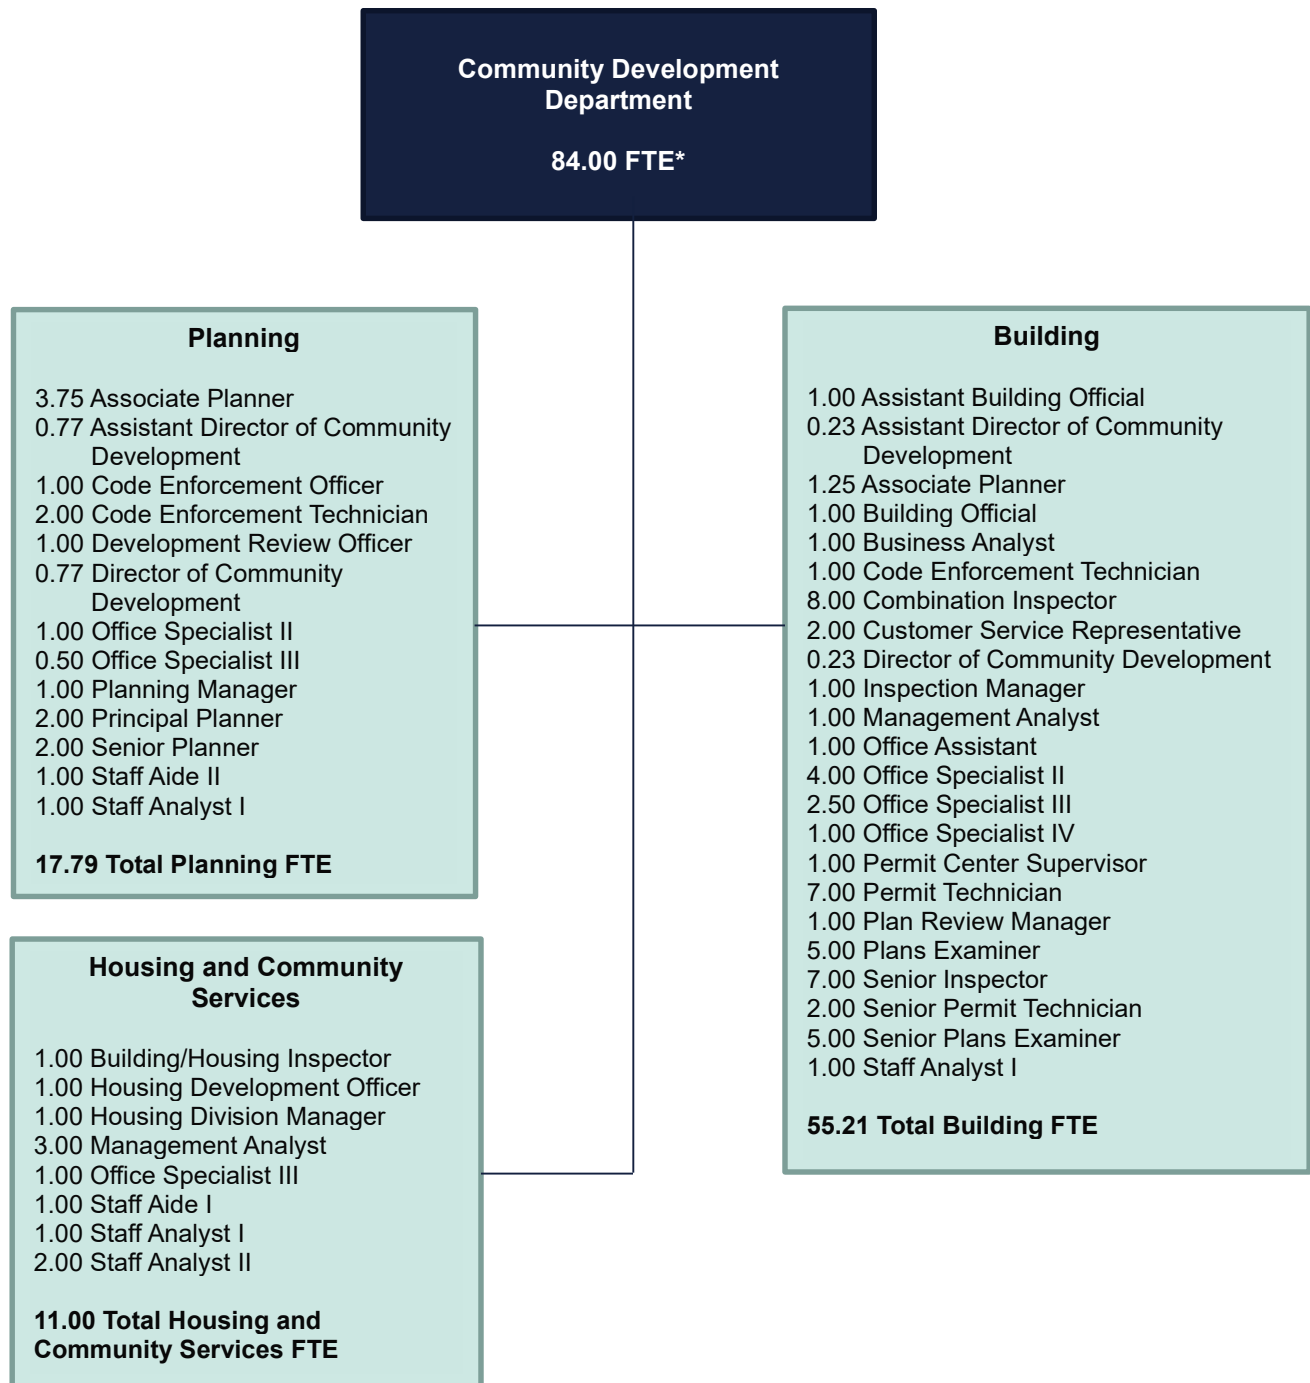 Community Development
Department
84.00 FTE*
Planning
3.75 Associate Planner
0.77 Assistant Director of Community
Development
1.00 Code Enforcement Officer
2.00 Code Enforcement Technician
1.00 Development Review Officer
0.77 Director of Community
Development
1.00 Office Specialist II
0.50 Office Specialist III
1.00 Planning Manager
2.00 Principal Planner
2.00 Senior Planner
1.00 Staff Aide II
1.00 Staff Analyst I
17.79 Total Planning FTE
Housing and Community
Services
1.00 Building/Housing Inspector
1.00 Housing Development Officer
1.00 Housing Division Manager
3.00 Management Analyst
1.00 Office Specialist III
1.00 Staff Aide I
1.00 Staff Analyst I
2.00 Staff Analyst II
11.00 Total Housing and
Community Services FTE
Building
1.00 Assistant Building Official
0.23 Assistant Director of Community
Development
1.25 Associate Planner
1.00 Building Official
1.00 Business Analyst
1.00 Code Enforcement Technician
8.00 Combination Inspector
2.00 Customer Service Representative
0.23 Director of Community Development
1.00 Inspection Manager
1.00 Management Analyst
1.00 Office Assistant
4.00 Office Specialist II
2.50 Office Specialist III
1.00 Office Specialist IV
1.00 Permit Center Supervisor
7.00 Permit Technician
1.00 Plan Review Manager
5.00 Plans Examiner
7.00 Senior Inspector
2.00 Senior Permit Technician
5.00 Senior Plans Examiner
1.00 Staff Analyst I
55.21 Total Building FTE